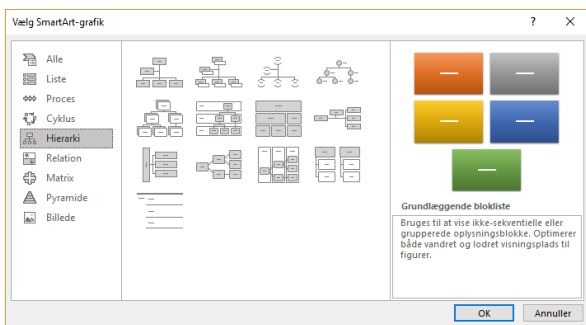 Vælg SmartArt-grafik
Alle
Liste
Proces
Cyklus
Hierarki
Relation
Matrix
Pyramide
Billede
Grundlæggende blokliste
Bruges til at vise ikke-sekventielle eller
grupperede oplysningsblokke. Optimerer
både vandret og lodret visningsplads til
figurer.
OK
Annuller